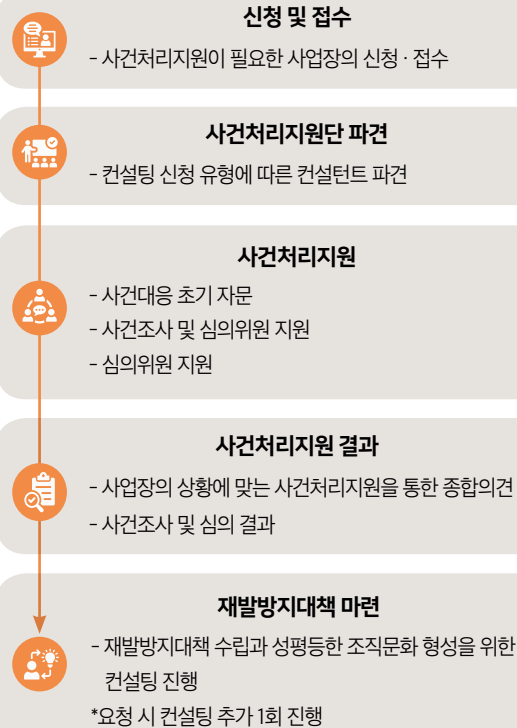 신청 및 접수
- 사건처리지원이 필요한 사업장의 신청 · 접수
사건처리지원단 파견
- 컨설팅 신청 유형에 따른 컨설턴트 파견
사건처리지원
- 사건대응 초기 자문
- 사건조사 및 심의위원 지원
- 심의위원 지원
사건처리지원 결과
- 사업장의 상황에 맞는 사건처리지원을 통한 종합의견
- 사건조사 및 심의 결과
재발방지대책 마련
- 재발방지대책 수립과 성평등한 조직문화 형성을 위한
컨설팅 진행
*요청 시 컨설팅 추가 1회 진행